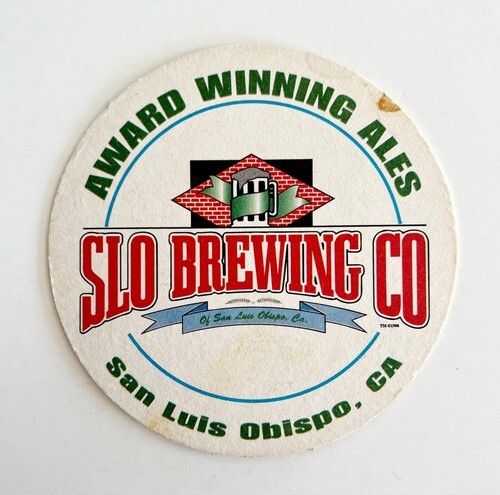 AWARD WINNING ALES
SLO BREWING CO
Of San Luis Obispo, Ca.
San Luis Obispo, CA